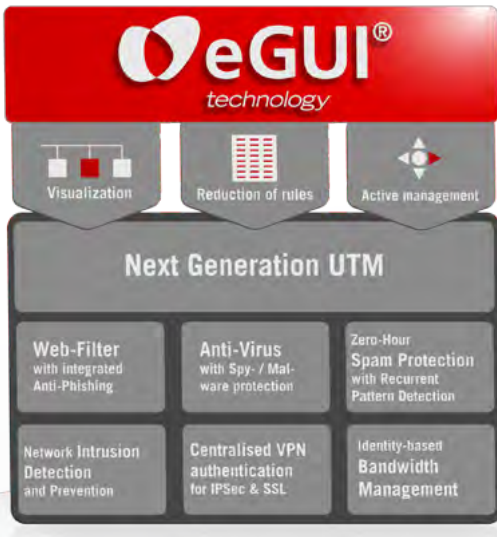 eGUI®
technology
Visualization
Reduction of rules
Active management
Next Generation UTM
Web-Filter
with integrated
Anti-Phishing
Anti-Virus
with Spy- / Mal-
ware protection
Zero-Hour
Spam Protection
with Recurrent
Pattern Detection
Network Intrusion
Detection
and Prevention
Centralised VPN
authentication
for IPSec & SSL
Identity-based
Bandwidth
Management